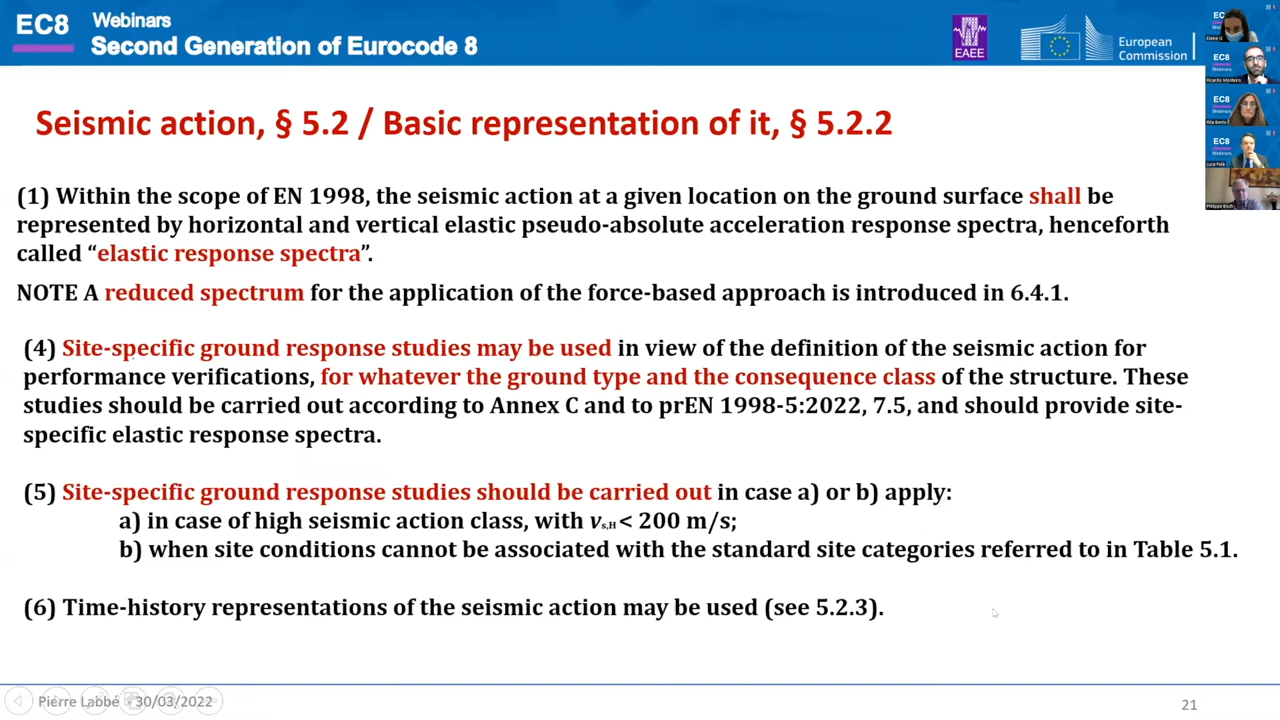 EC8
Webinars
Second Generation of Eurocode 8
EAEE
European
Commission
Seismic action, § 5.2 / Basic representation of it, § 5.2.2
(1) Within the scope of EN 1998, the seismic action at a given location on the ground surface shall be
represented by horizontal and vertical elastic pseudo-absolute acceleration response spectra, henceforth
called “elastic response spectra”.
NOTE A reduced spectrum for the application of the force-based approach is introduced in 6.4.1.
(4) Site-specific ground response studies may be used in view of the definition of the seismic action for
performance verifications, for whatever the ground type and the consequence class of the structure. These
studies should be carried out according to Annex C and to prEN 1998-5:2022, 7.5, and should provide site-
specific elastic response spectra.
(5) Site-specific ground response studies should be carried out in case a) or b) apply:
a) in case of high seismic action class, with vs,H < 200 m/s;
b) when site conditions cannot be associated with the standard site categories referred to in Table 5.1.
(6) Time-history representations of the seismic action may be used (see 5.2.3).
Pierre Labbé - 30/03/2022
21
EC8
EC8
Ricardo Monteiro
EC8
EC8
Webinars